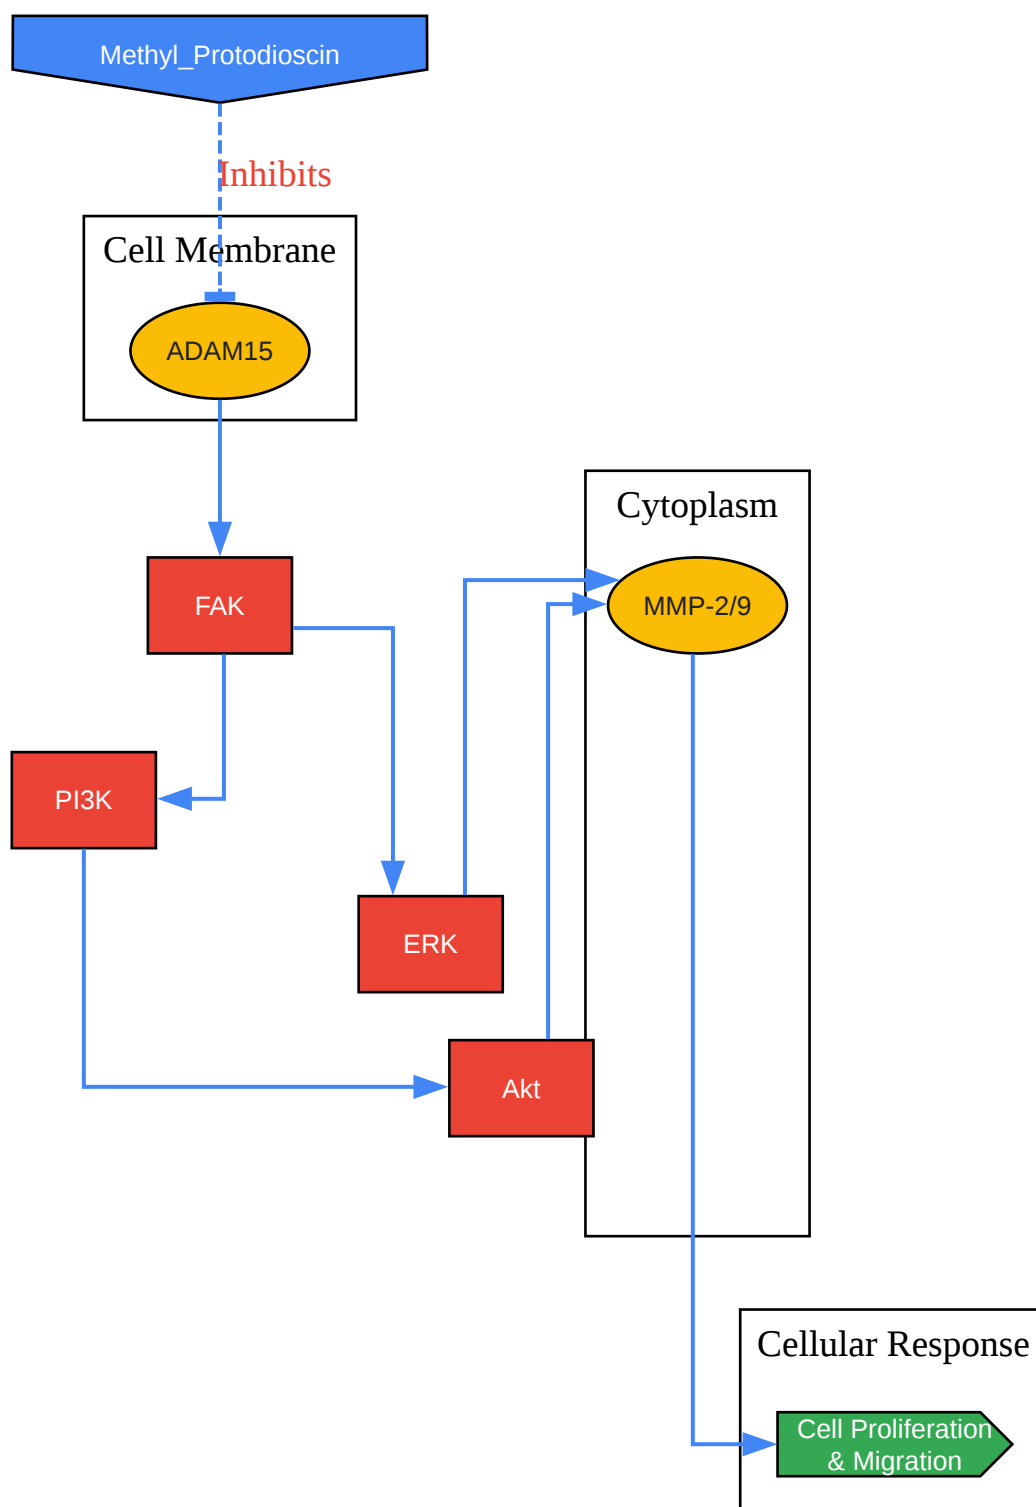 Methyl_Protodioscin
Inhibits
Cell Membrane
ADAM15
Cytoplasm
FAK
MMP-2/9
PI3K
ERK
Akt
Cellular Response
Cell Proliferation
& Migration